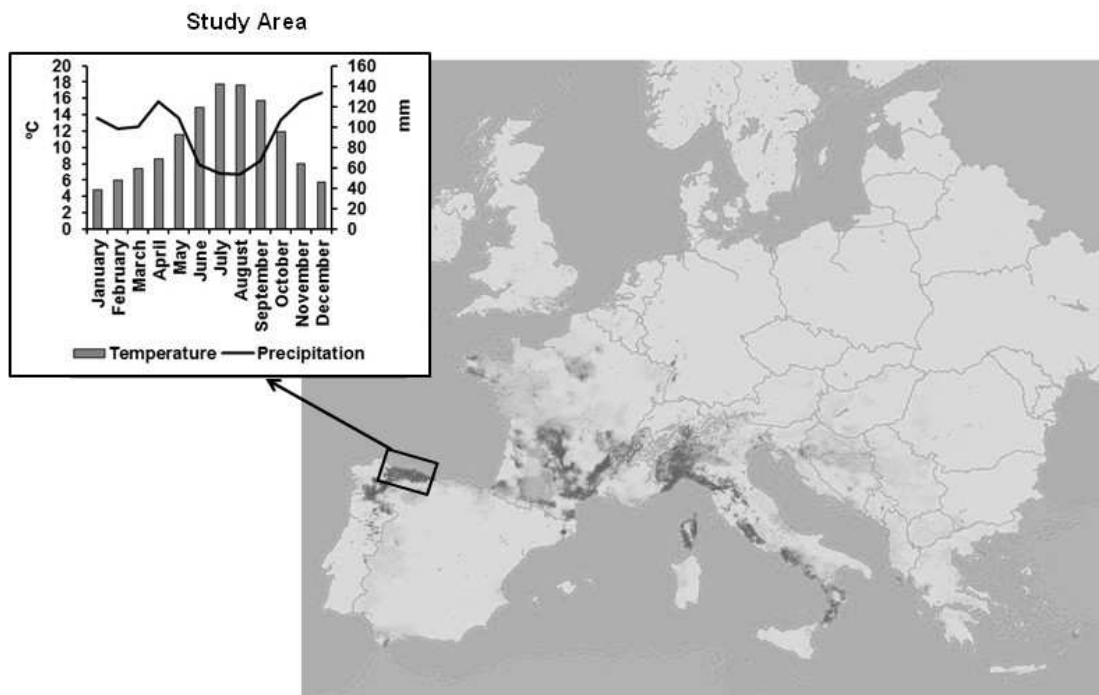 Study Area
20 160
18 140
16 120
14
12 100
10 80
8 60
6 40
4
2 20
0 0
ºC
mm
January
February
March
April
May
June
July
August
September
October
November
December
Temperature Precipitation